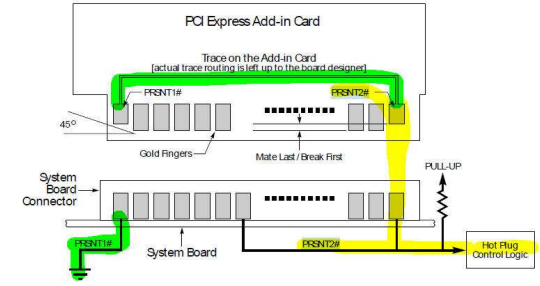 PCI Express Add-in Card
Trace on the Add-in Card
[actual trace routing is left up to the board designer]
PRSNT1#
PRSNT2#
45°
Gold Fingers
Mate Last / Break First
PULL-UP
System
Board
Connector
PRSNT1#
System Board
PRSNT2#
Hot Plug
Control Logic